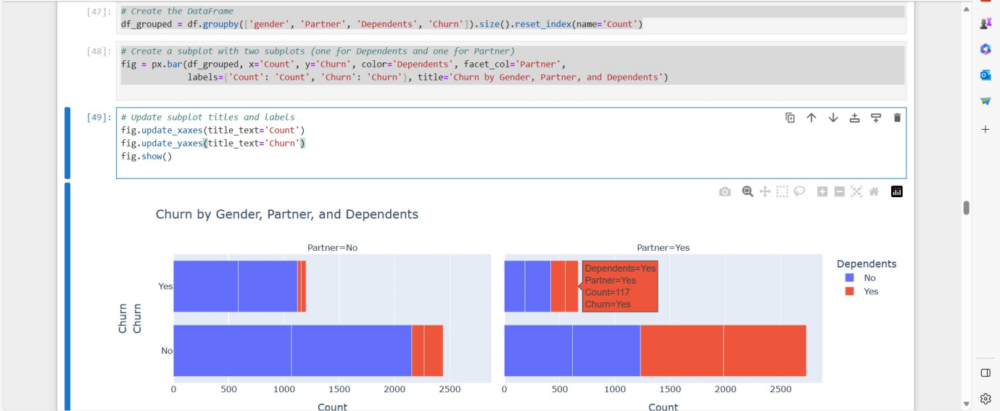 [47]:
# Create the DataFrame
df_grouped = df.groupby(['gender', 'Partner', 'Dependents', 'Churn']).size().reset_index(name='Count')
[48]:
# Create a subplot with two subplots (one for Dependents and one for Partner)
fig = px.bar(df_grouped, x='Count', y='Churn', color='Dependents', facet_col='Partner',
labels={'Count': 'Count', 'Churn': 'Churn'}, title='Churn by Gender, Partner, and Dependents')
[49]:
# Update subplot titles and labels
fig.update_xaxes(title_text='Count')
fig.update_yaxes(title_text='Churn')
fig.show()
Churn by Gender, Partner, and Dependents
Partner=No
Partner=Yes
Dependents
No
Yes
Dependents=Yes
Partner=Yes
Count=117
Churn=Yes
Yes
No
Churn
Churn
0 500 1000 1500 2000 2500
0 500 1000 1500 2000 2500
Count
Count